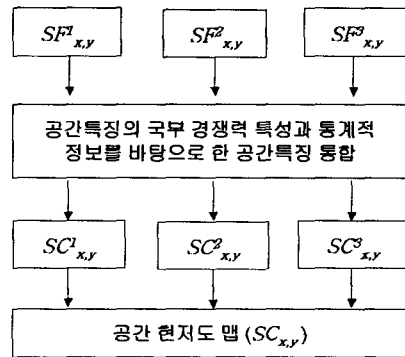 SF¹x,y SF²x,y SF³x,y
공간특징의 국부 경쟁력 특성과 통계적
정보를 바탕으로 한 공간특징 통합
SC¹x,y SC²x,y SC³x,y
공간 현저도 맵 (SCx,y)